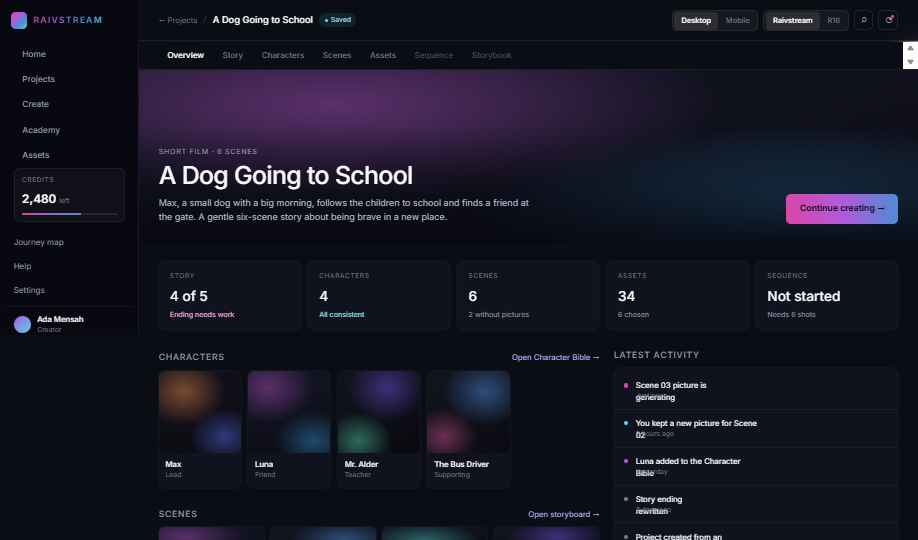 RAIVSTREAM
Home
Projects
Create
Academy
Assets
CREDITS
2,480 left
Journey map
Help
Settings
Ada Mensah
Creator
← Projects / A Dog Going to School Saved
Desktop Mobile Raivstream R16
Overview Story Characters Scenes Assets Sequence Storybook
SHORT FILM · 6 SCENES
A Dog Going to School
Max, a small dog with a big morning, follows the children to school and finds a friend at
the gate. A gentle six-scene story about being brave in a new place.
Continue creating →
STORY
4 of 5
Ending needs work
CHARACTERS
4
All consistent
SCENES
6
2 without pictures
ASSETS
34
6 chosen
SEQUENCE
Not started
Needs 6 shots
CHARACTERS
Open Character Bible →
Max
Lead
Luna
Friend
Mr. Alder
Teacher
The Bus Driver
Supporting
SCENES
Open storyboard →
LATEST ACTIVITY
Scene 03 picture is
generating
You kept a new picture for Scene
02
hours ago
Luna added to the Character
Bible
Story ending
rewritten
Project created from an